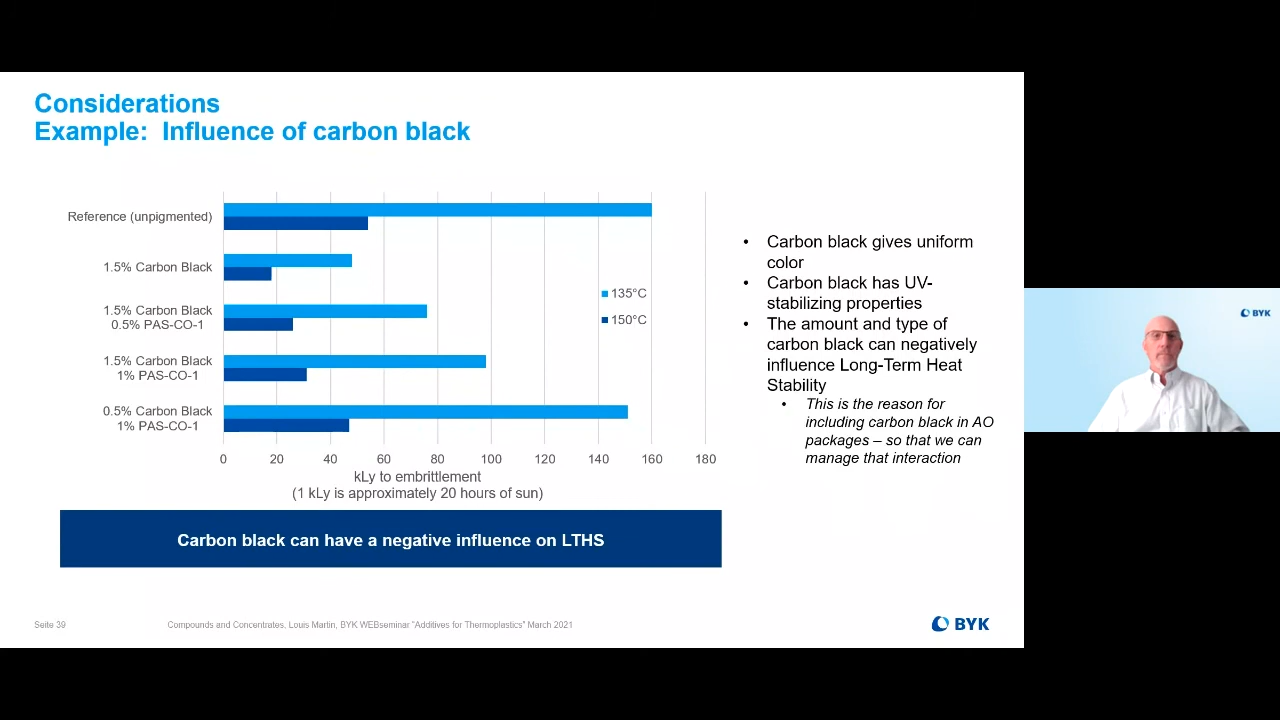 Considerations
Example:  Influence of carbon black
Reference (unpigmented)
1.5% Carbon Black
1.5% Carbon Black
0.5% PAS-CO-1
1.5% Carbon Black
1% PAS-CO-1
0.5% Carbon Black
1% PAS-CO-1
135°C
150°C
0 20 40 60 80 100 120 140 160 180
kLy to embrittlement
(1 kLy is approximately 20 hours of sun)
• Carbon black gives uniform
color
• Carbon black has UV-
stabilizing properties
• The amount and type of
carbon black can negatively
influence Long-Term Heat
Stability
• This is the reason for
including carbon black in AO
packages – so that we can
manage that interaction
Carbon black can have a negative influence on LTHS
Seite 39
Compounds and Concentrates, Louis Martin, BYK WEBseminar "Additives for Thermoplastics" March 2021
BYK
BYK